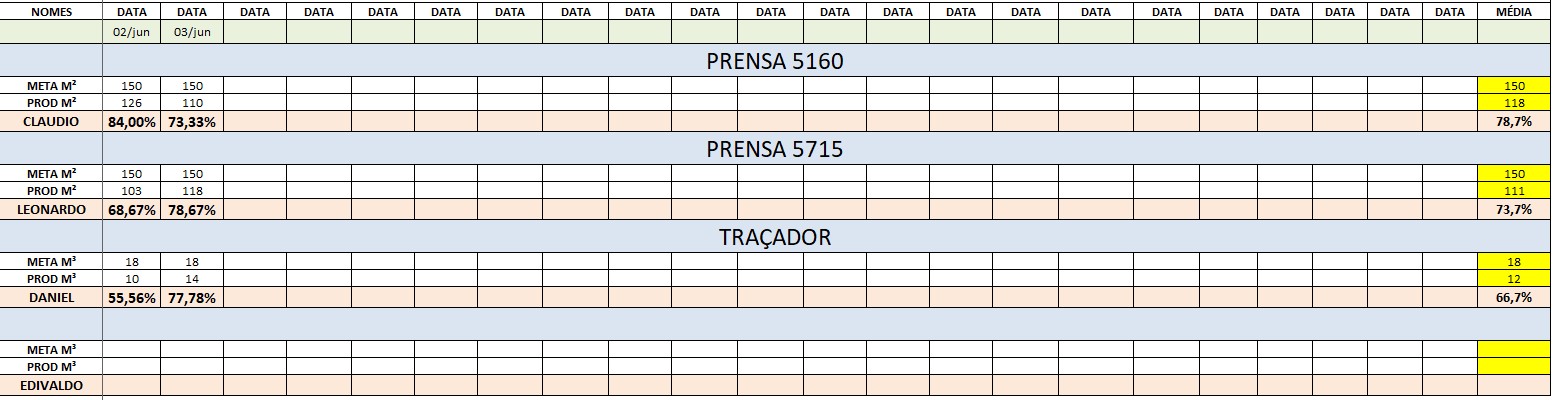 NOMES DATA DATA DATA DATA DATA DATA DATA DATA DATA DATA DATA DATA DATA DATA DATA DATA DATA DATA DATA DATA DATA DATA MÉDIA
02/jun 03/jun
PRENSA 5160
META M² 150 150 150
PROD M² 126 110 118
CLAUDIO 84,00% 73,33% 78,7%
PRENSA 5715
META M² 150 150 150
PROD M² 103 118 111
LEONARDO 68,67% 78,67% 73,7%
TRAÇADOR
META M³ 18 18 18
PROD M³ 10 14 12
DANIEL 55,56% 77,78% 66,7%
META M³
PROD M³
EDIVALDO